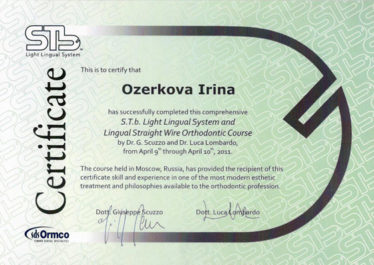 STb
Light Lingual System
Certificate
This is to certify that
Ozerkova Irina
has successfully completed this comprehensive
S.T.b. Light Lingual System and
Lingual Straight Wire Orthodontic Course
by Dr. G. Scuzzo and Dr. Luca Lombardo,
from April 9th through April 10th, 2011.
The course held in Moscow, Russia, has provided the recipient of this
certificate skill and experience in one of the most modern esthetic
treatment and philosophies available to the orthodontic profession.
Dott. Giuseppe Scuzzo Dott. Luca Lombardo
Ormco